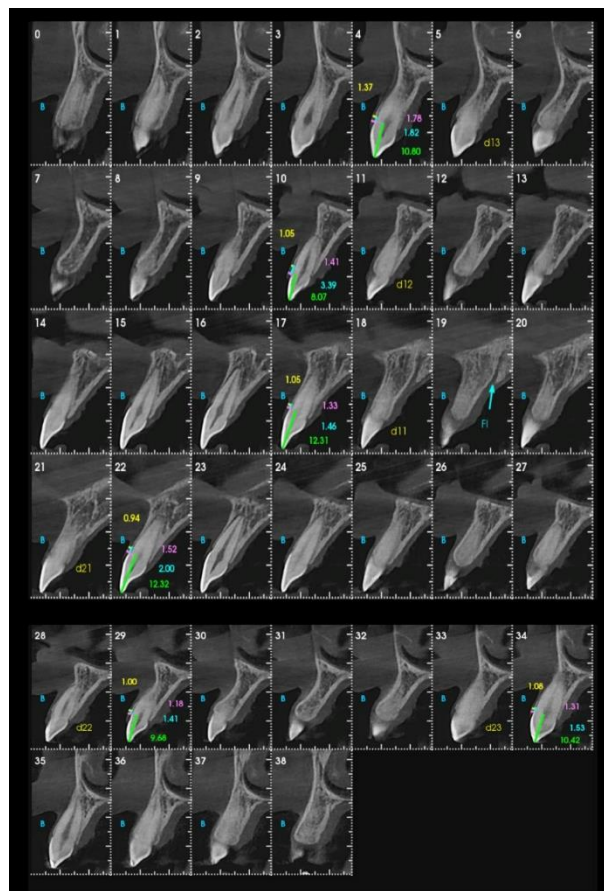 0 1 2 3 4 5 6
B B B B B B B
1.37
1.78
1.82
10.80
d13
7 8 9 10 11 12 13
B B B B B B B
1.05
1.41
3.39
8.07
d12
14 15 16 17 18 19 20
B B B B B B B
1.05
1.33
1.46
12.31
d11
FI
21 22 23 24 25 26 27
B B B B B B B
0.94
1.52
2.00
12.32
d21
28 29 30 31 32 33 34
B B B B B B B
1.00
1.18
1.41
9.68
d22
1.08
1.31
1.53
10.42
d23
35 36 37 38
B B B B